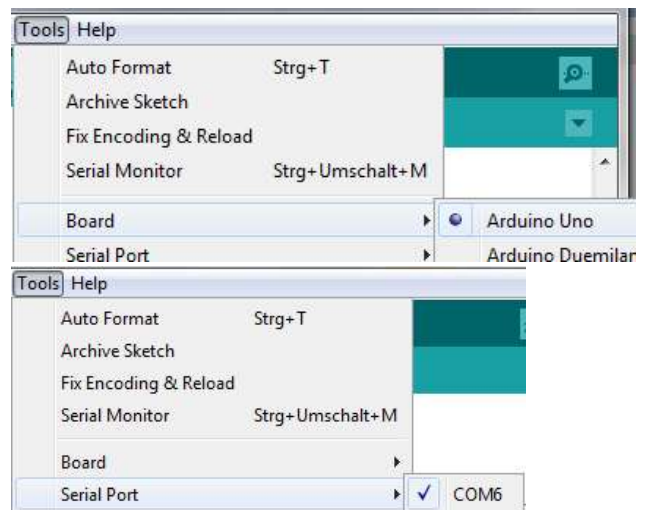 Tools Help
Auto Format Strg+T
Archive Sketch
Fix Encoding & Reload
Serial Monitor Strg+Umschalt+M
Board Arduino Uno
Serial Port Arduino Duemilan
Tools Help
Auto Format Strg+T
Archive Sketch
Fix Encoding & Reload
Serial Monitor Strg+Umschalt+M
Board
Serial Port COM6